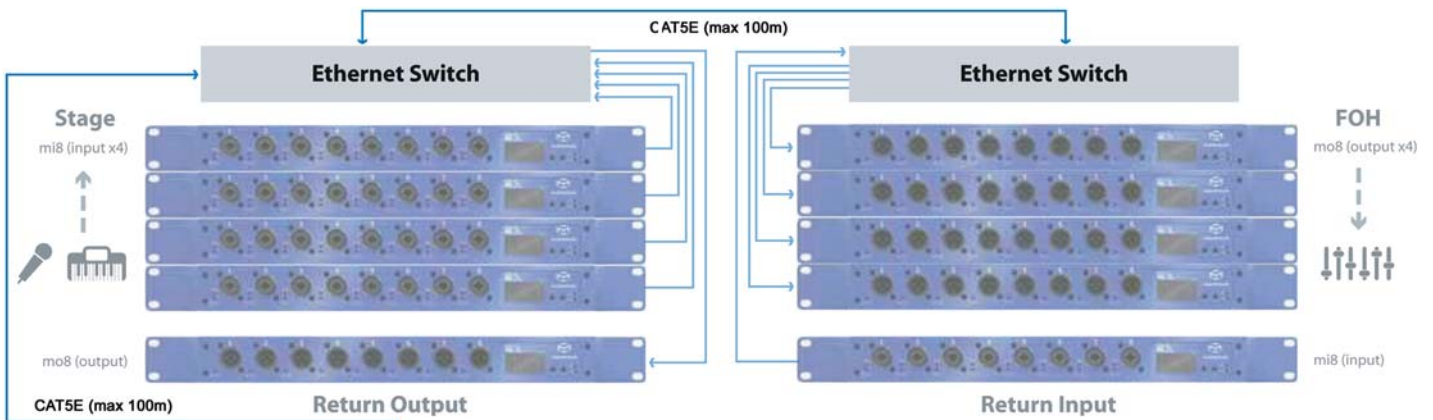 CAT5E (max 100m)
Ethernet Switch
Ethernet Switch
Stage
mi8 (input x4)
FOH
mo8 (output x4)
mo8 (output)
mi8 (input)
CAT5E (max 100m)
Return Output
Return Input